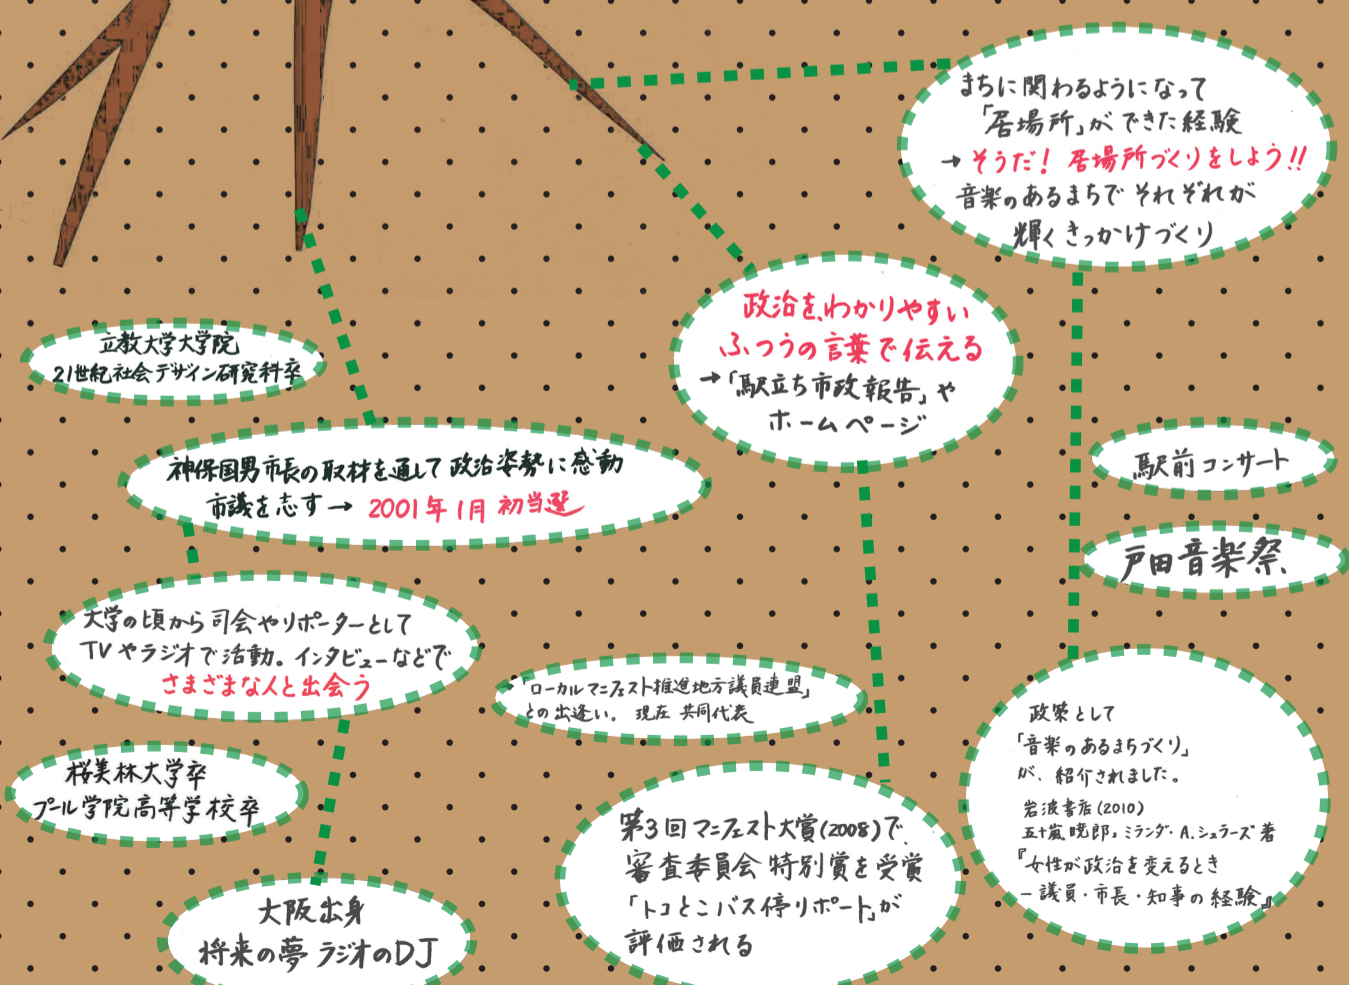 まちに関わるようになって
「居場所」ができた経験
→ そうだ！ 居場所づくりをしよう!!
音楽のあるまちで それぞれが
輝くきっかけづくり
政治を、わかりやすい
ふつうの言葉で伝える
→「駅立ち市政報告」や
ホームページ
立教大学大学院
21世紀社会デザイン研究科卒
神保国男市長の取材を通して政治姿勢に感動
市議を志す→ 2001年1月 初当選
駅前コンサート
戸田音楽祭
大学の頃から司会やリポーターとして
TVやラジオで活動。インタビューなどで
さまざまな人と出会う
→「ローカルマニフェスト推進地方議員連盟」
との出逢い。 現在 共同代表
政策として
「音楽のあるまちづくり」
が、紹介されました。
岩波書店(2010)
五十嵐暁郎，ミランダ・A.シュラーズ著
『女性が政治を変えるとき
－議員・市長・知事の経験』
桜美林大学卒
プール学院高等学校卒
第3回マニフェスト大賞(2008)で、
審査委員会特別賞を受賞
「トコとこバス停リポート」が
評価される
大阪出身
将来の夢 ラジオのDJ